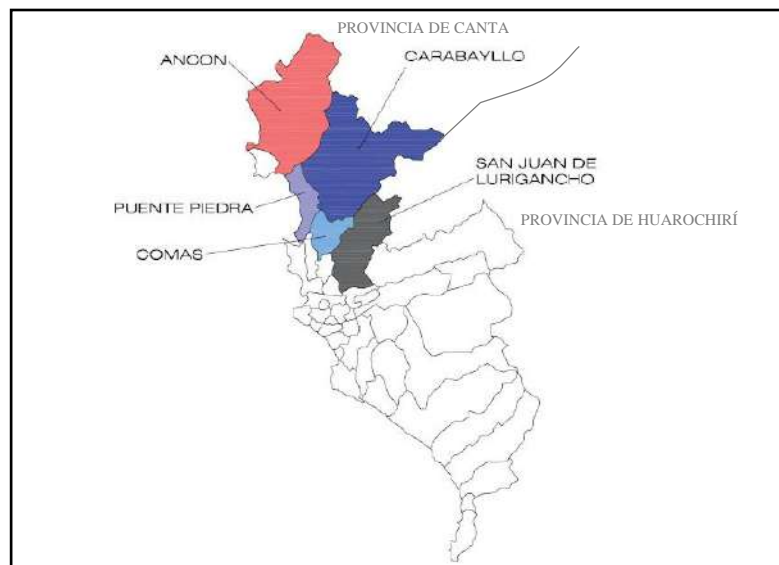 PROVINCIA DE CANTA
ANCON
CARABAYLLO
SAN JUAN DE
LURIGANCHO
PUENTE PIEDRA
PROVINCIA DE HUAROCHIRÍ
COMAS